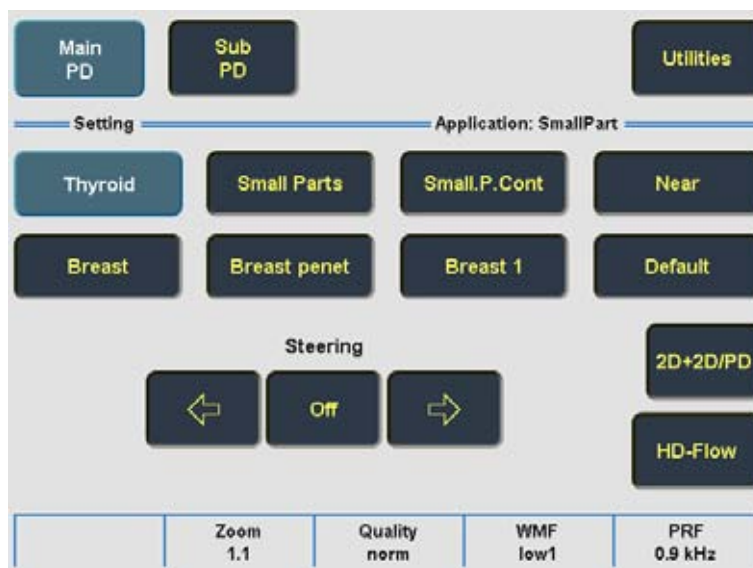 Main
PD
Sub
PD
Utilities
Setting
Application: SmallPart
Thyroid
Small Parts
Small.P.Cont
Near
Breast
Breast penet
Breast 1
Default
Steering
Off
2D+2D/PD
HD-Flow
Zoom
1.1
Quality
norm
WMF
low1
PRF
0.9 kHz